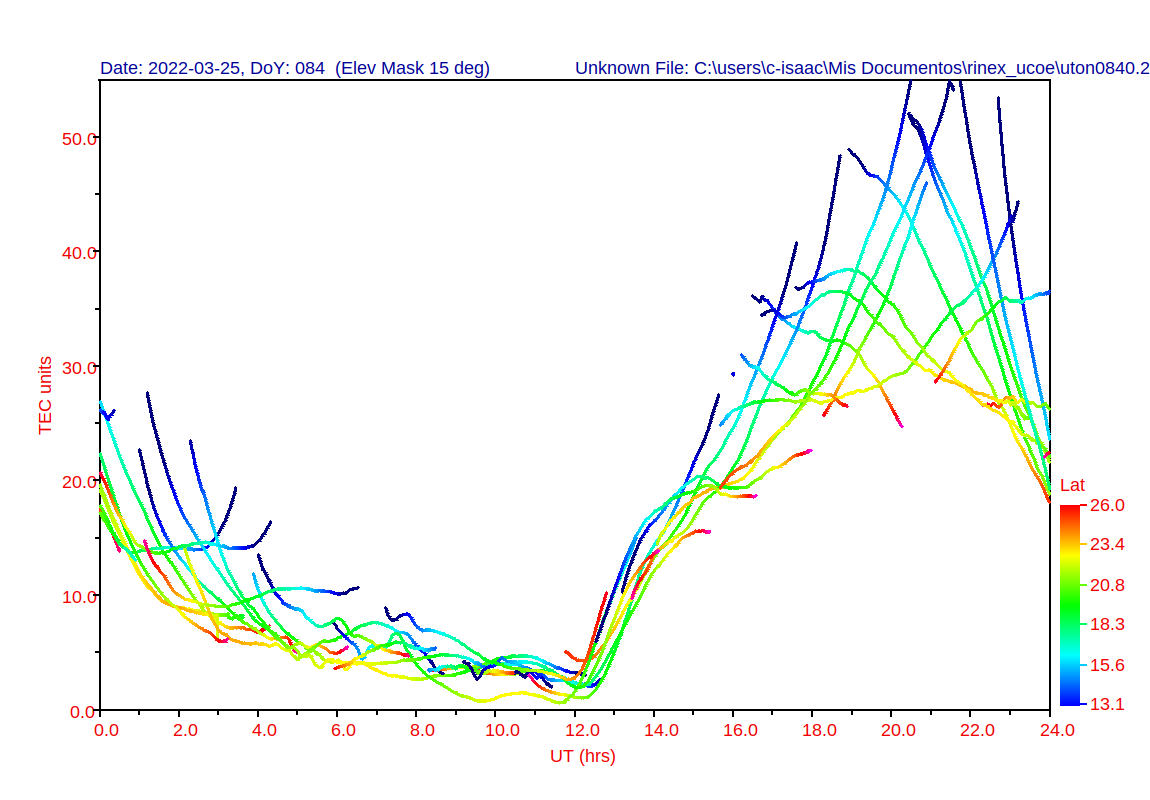 Date: 2022-03-25, DoY: 084  (Elev Mask 15 deg)
Unknown File: C:\users\c-isaac\Mis Documentos\rinex_ucoe\uton0840.2
50.0
40.0
30.0
20.0
10.0
0.0
TEC units
0.0 2.0 4.0 6.0 8.0 10.0 12.0 14.0 16.0 18.0 20.0 22.0 24.0
UT (hrs)
Lat
26.0
23.4
20.8
18.3
15.6
13.1